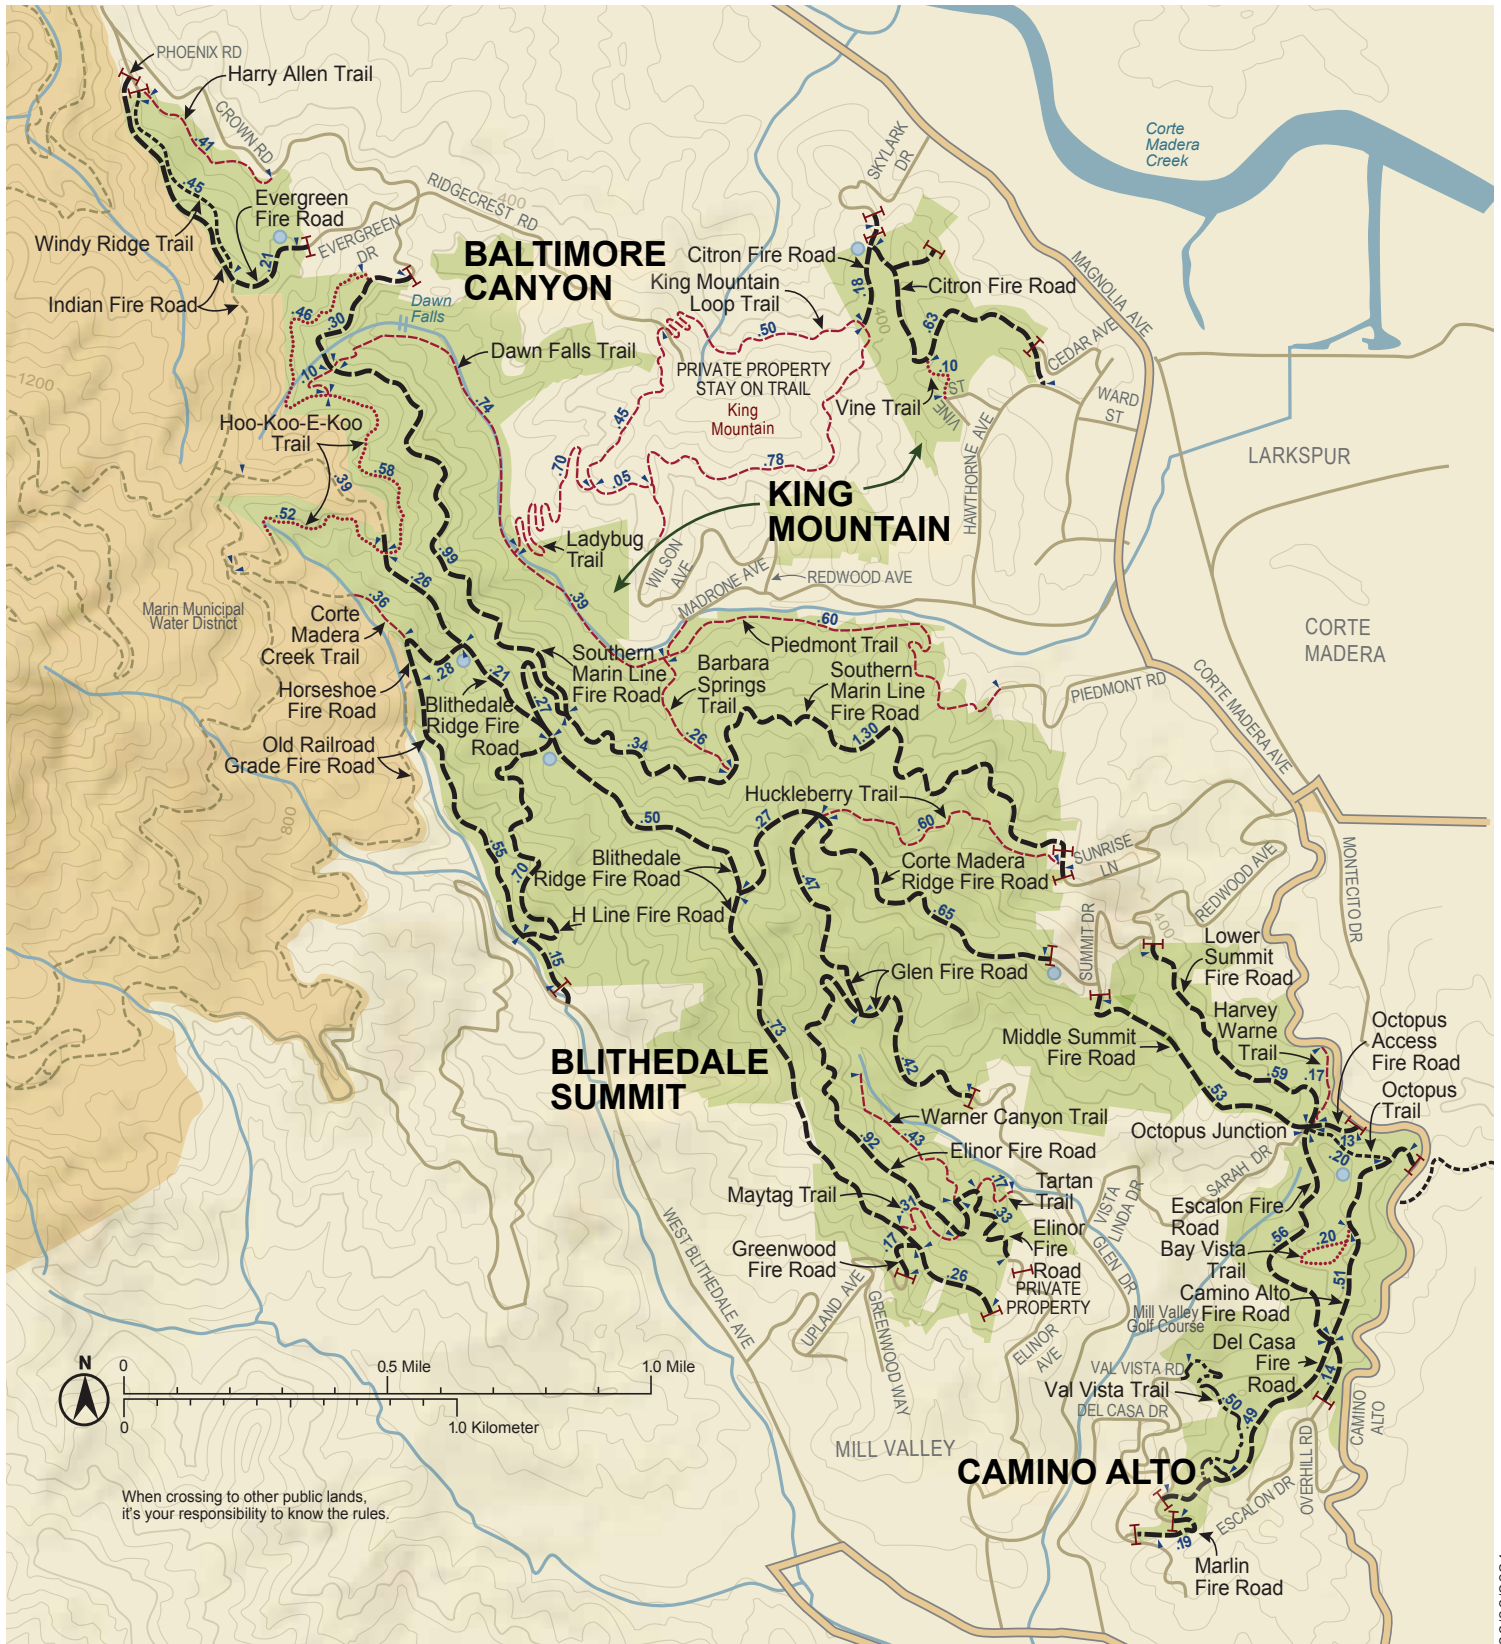 PHOENIX RD
Harry Allen Trail
CROWN RD
.41
.45
Evergreen
Fire Road
Windy Ridge Trail
.21
EVERGREEN
DR
Indian Fire Road
RIDGECREST RD
400
BALTIMORE
CANYON
Dawn
Falls
.46
.30
.10
1200
Dawn Falls Trail
.74
Hoo-Koo-E-Koo
Trail
.58
.39
.52
.99
.26
.36
Marin Municipal
Water District
Corte
Madera
Creek Trail
.28
.21
Horseshoe
Fire Road
Blithedale
Ridge Fire
Road
.27
Old Railroad
Grade Fire Road
800
SKYLARK
DR
Corte
Madera
Creek
Citron Fire Road
King Mountain
Loop Trail
.18
400
Citron Fire Road
.63
.50
PRIVATE PROPERTY
STAY ON TRAIL
King
Mountain
.10
Vine Trail
VINE
ST
.45
.70
.05
.78
MAGNOLIA AVE
CEDAR AVE
WARD
ST
HAWTHORNE AVE
LARKSPUR
KING
MOUNTAIN
Ladybug
Trail
WILSON
AVE
MADRONE AVE
REDWOOD AVE
.39
.60
Piedmont Trail
Southern
Marin Line
Fire Road
Barbara
Springs
Trail
Southern
Marin Line
Fire Road
.34
.26
1.30
PIEDMONT RD
CORTE
MADERA
CORTE MADERA AVE
Huckleberry Trail
.50
.27
.60
Blithedale
Ridge Fire Road
Corte Madera
Ridge Fire Road
SUNRISE
LN
.55
.70
.47
.65
H Line Fire Road
.15
SUMMIT DR
400
REDWOOD AVE
MONTECITO DR
Lower
Summit
Fire Road
Glen Fire Road
.73
.42
Harvey
Warne
Trail
Middle Summit
Fire Road
Octopus
Access
Fire Road
.59
.17
.53
Octopus
Trail
BLITHEDALE
SUMMIT
Warner Canyon Trail
.43
Octopus Junction
.13
.20
.92
Elinor Fire Road
SARAH DR
Maytag Trail
.31
.17
Tartan
Trail
VISTA
LINDA DR
Escalon Fire
Road
.33
Elinor
Fire
Road
.17
Greenwood
Fire Road
.56
.20
Bay Vista
Trail
GLEN DR
WEST BLITHEDALE AVE
.26
PRIVATE
PROPERTY
Camino Alto
Fire Road
.51
Mill Valley
Golf Course
UPLAND AVE
GREENWOOD WAY
ELINOR
AVE
Del Casa
Fire
Road
.14
VAL VISTA RD
Val Vista Trail
DEL CASA DR
.50
.49
CAMINO
ALTO
OVERHILL RD
MILL VALLEY
CAMINO ALTO
ESCALON DR
.19
Marlin
Fire Road
N
0
0.5 Mile
1.0 Mile
0
1.0 Kilometer
When crossing to other public lands,
it's your responsibility to know the rules.